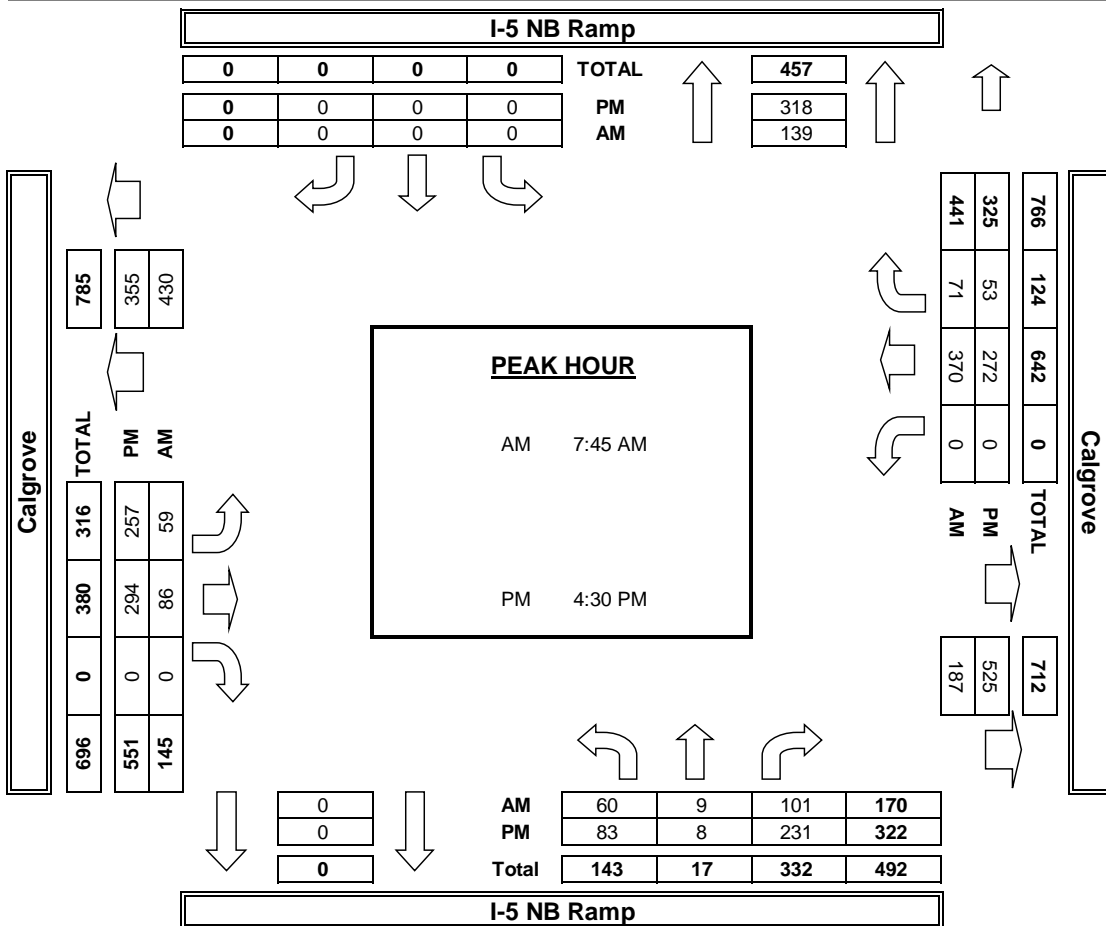 I-5 NB Ramp
0 0 0 0 TOTAL 457
0 0 0 0 PM 318
0 0 0 0 AM 139
Calgrove
785
355
430
TOTAL
PM
AM
316 380 0 696
257 294 0 551
59 86 0 145
PEAK HOUR
AM 7:45 AM
PM 4:30 PM
766 124 642 0 TOTAL 712
325 53 272 0 PM 525
441 71 370 0 AM 187
Calgrove
0 AM 60 9 101 170
0 PM 83 8 231 322
0 Total 143 17 332 492
I-5 NB Ramp